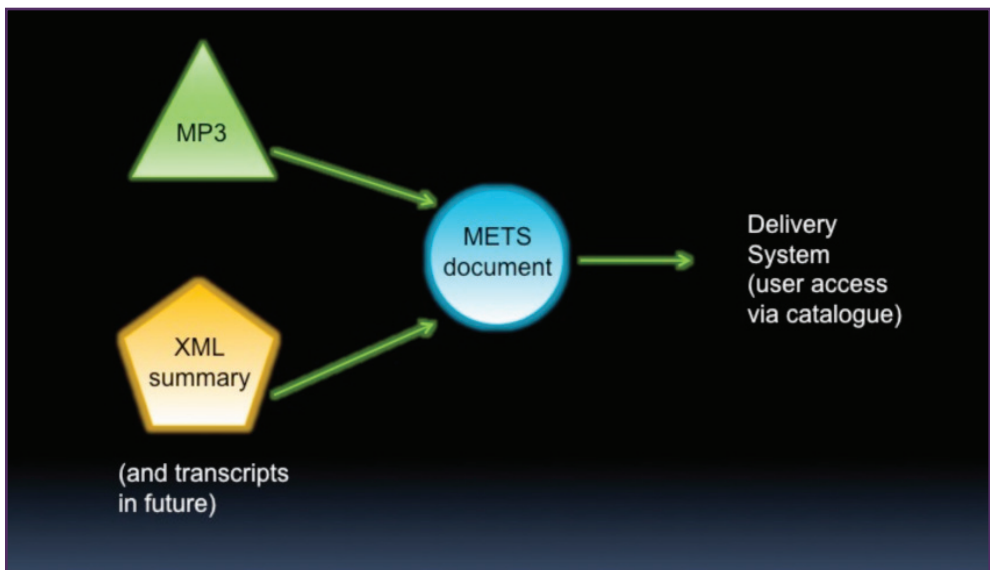 MP3
METS
document
Delivery
System
(user access
via catalogue)
XML
summary
(and transcripts
in future)